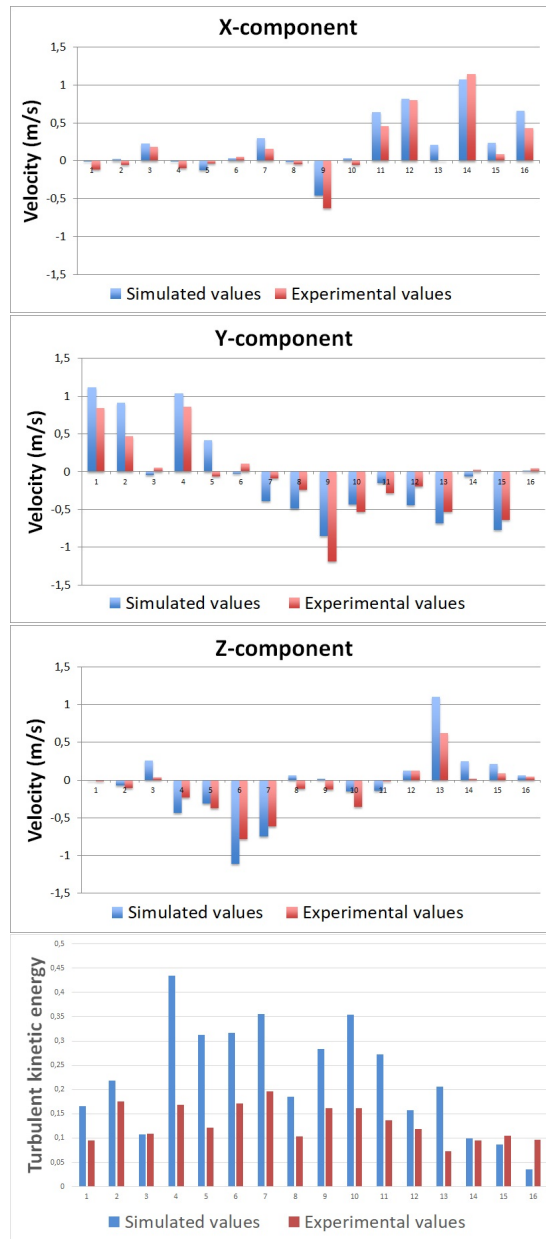 X-component
Velocity (m/s)
1,5
1
0,5
0
-0,5
-1
-1,5
1 2 3 4 5 6 7 8 9 10 11 12 13 14 15 16
Simulated values Experimental values
Y-component
Velocity (m/s)
1,5
1
0,5
0
-0,5
-1
-1,5
1 2 3 4 5 6 7 8 9 10 11 12 13 14 15 16
Simulated values Experimental values
Z-component
Velocity (m/s)
1,5
1
0,5
0
-0,5
-1
-1,5
1 2 3 4 5 6 7 8 9 10 11 12 13 14 15 16
Simulated values Experimental values
Turbulent kinetic energy
0,5
0,45
0,4
0,35
0,3
0,25
0,2
0,15
0,1
0,05
0
1 2 3 4 5 6 7 8 9 10 11 12 13 14 15 16
Simulated values Experimental values